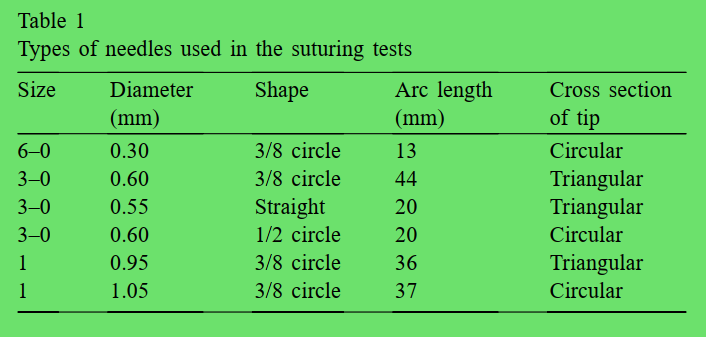 Table 1
Types of needles used in the suturing tests
Size Diameter Shape Arc length Cross section
(mm) (mm) of tip
6–0 0.30 3/8 circle 13 Circular
3–0 0.60 3/8 circle 44 Triangular
3–0 0.55 Straight 20 Triangular
3–0 0.60 1/2 circle 20 Circular
1 0.95 3/8 circle 36 Triangular
1 1.05 3/8 circle 37 Circular